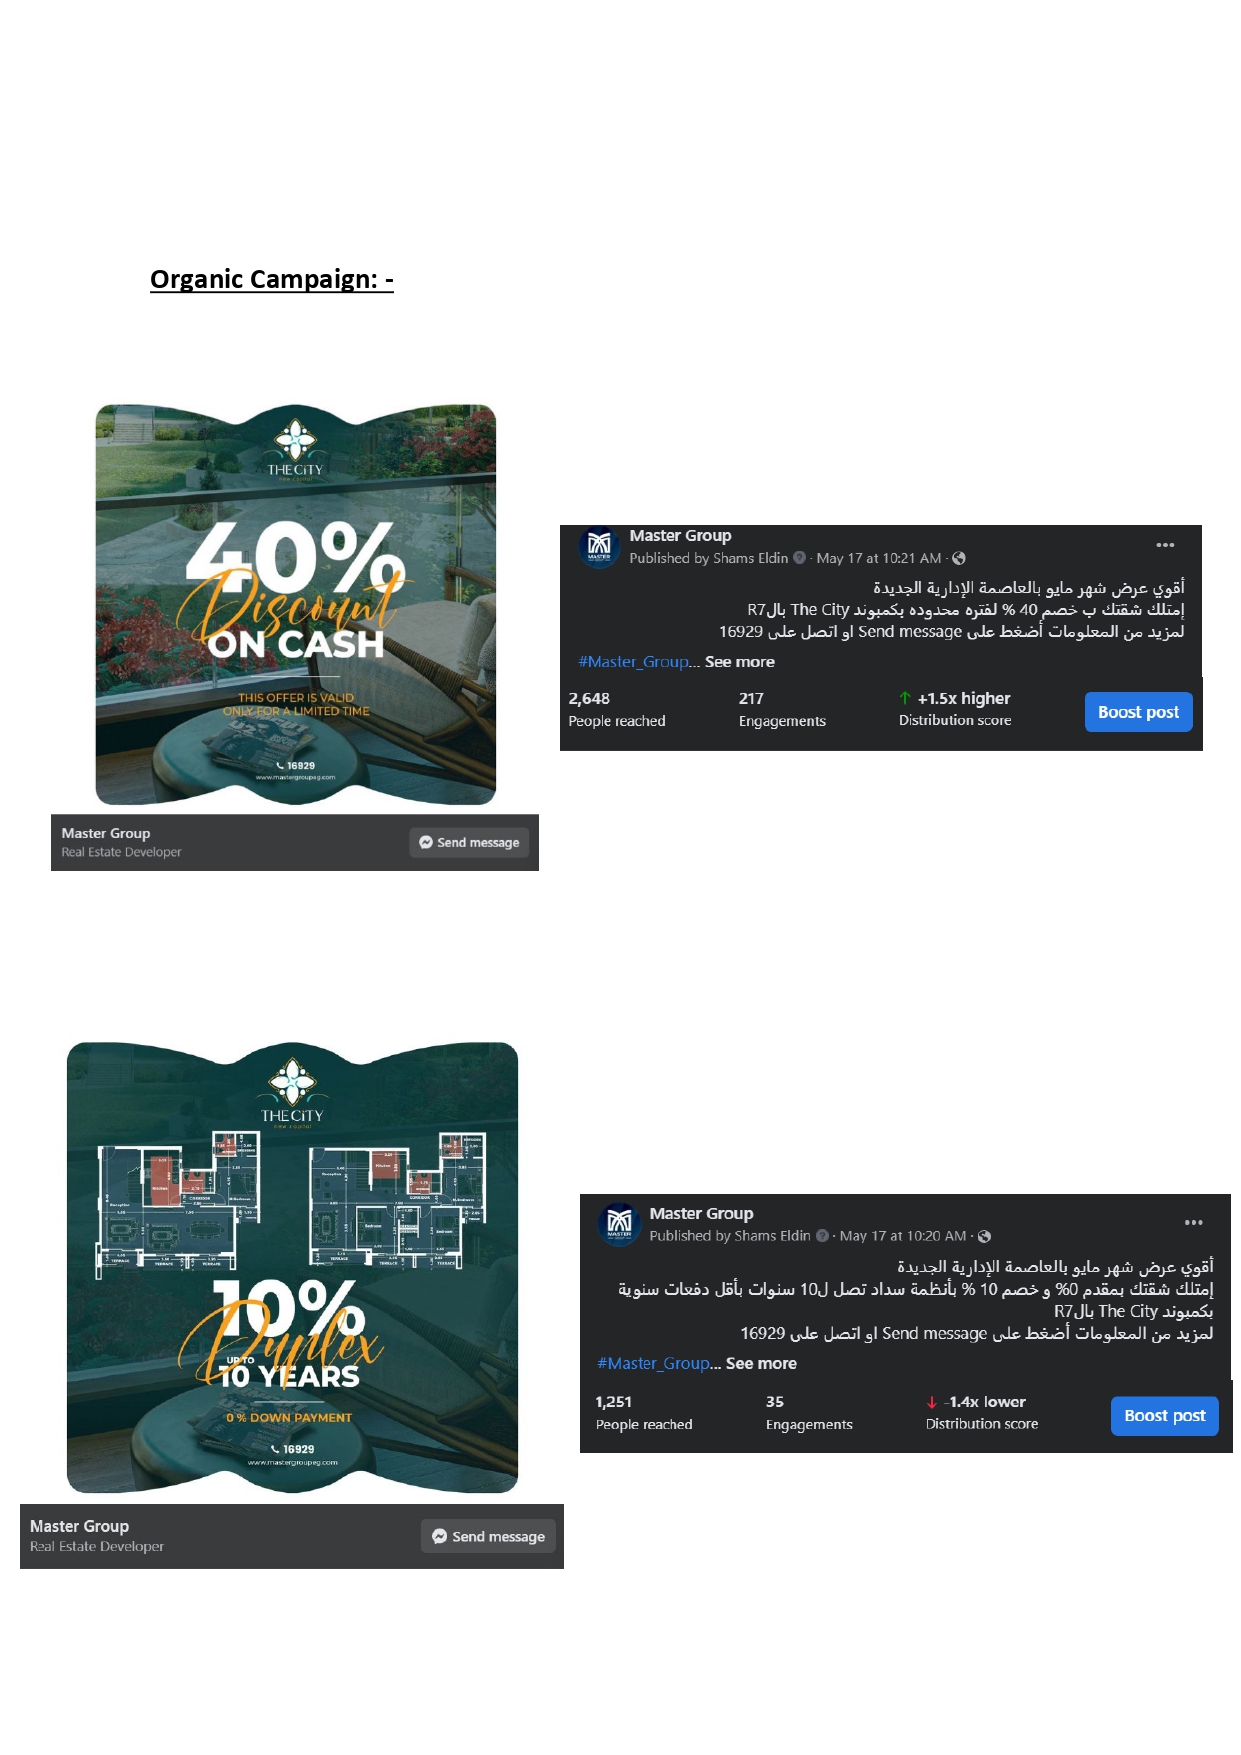 Organic Campaign: -
THE CITY
new capital
40%
Discount
ON CASH
THIS OFFER IS VALID
ONLY FOR A LIMITED TIME
16929
www.mastergroupeg.com
Master Group
Real Estate Developer
Send message
Master Group
Published by Shams Eldin · May 17 at 10:21 AM ·
أقوي عرض شهر مايو بالعاصمة الإدارية الجديدة
إمتلك شقتك ب خصم 40 % لفتره محدوده بكمبوند The City بالR7
لمزيد من المعلومات أضغط على Send message او اتصل على 16929
#Master_Group... See more
2,648
217
+1.5x higher
People reached
Engagements
Distribution score
Boost post
THE CITY
new capital
10%
Duplex
UP TO
10 YEARS
0 % DOWN PAYMENT
16929
www.mastergroupeg.com
Master Group
Real Estate Developer
Send message
Master Group
Published by Shams Eldin · May 17 at 10:20 AM ·
أقوي عرض شهر مايو بالعاصمة الإدارية الجديدة
إمتلك شقتك بمقدم 0% و خصم 10 % بأنظمة سداد تصل ل10 سنوات بأقل دفعات سنوية
بكمبوند The City بالR7
لمزيد من المعلومات أضغط على Send message او اتصل على 16929
#Master_Group... See more
1,251
35
-1.4x lower
People reached
Engagements
Distribution score
Boost post